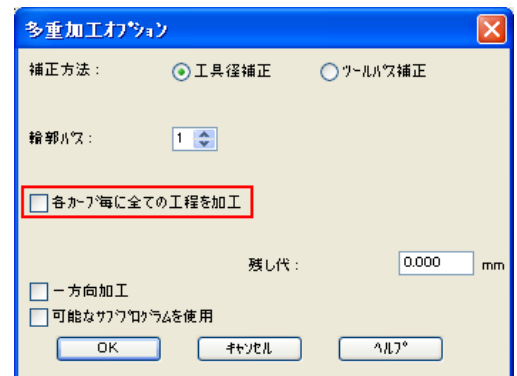 多重加工ｵﾌﾟｼｮﾝ
補正方法： 工具径補正 ﾂｰﾙﾊﾟｽ補正
輪郭ﾊﾟｽ： 1
各ｶｰﾌﾞ毎に全ての工程を加工
残し代： 0.000 mm
一方向加工
可能なｻﾌﾞﾌﾟﾛｸﾞﾗﾑを使用
OK ｷｬﾝｾﾙ ﾍﾙﾌﾟ